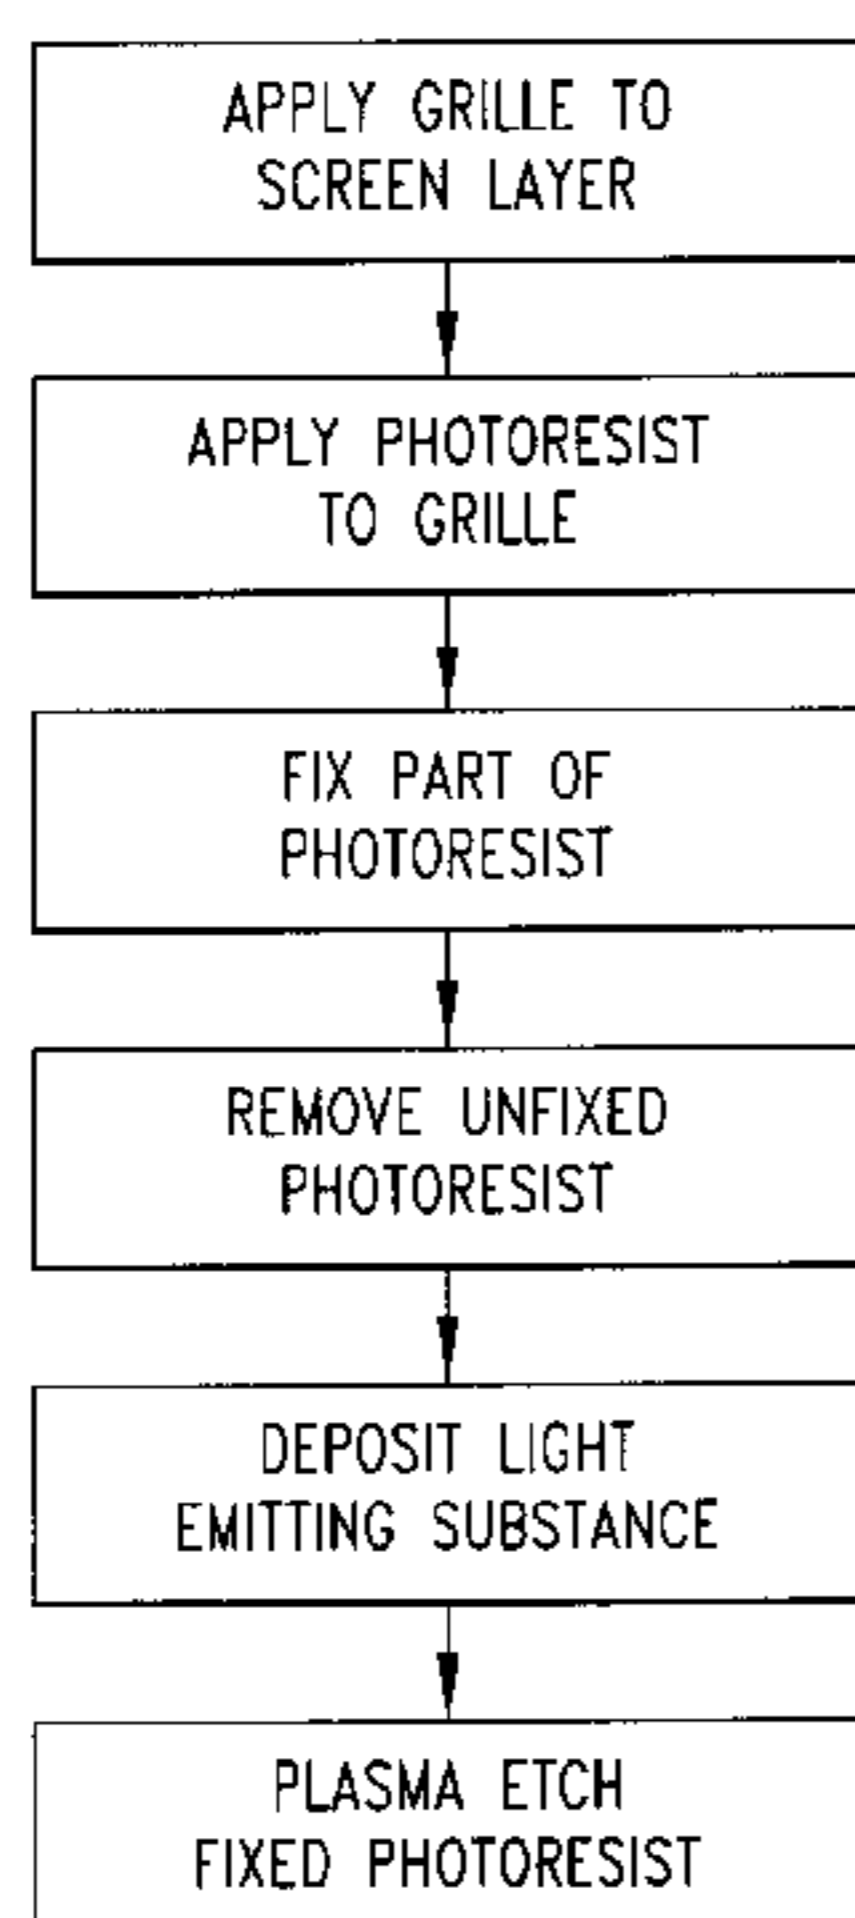 APPLY GRILLE TO
SCREEN LAYER
APPLY PHOTORESIST
TO GRILLE
FIX PART OF
PHOTORESIST
REMOVE UNFIXED
PHOTORESIST
DEPOSIT LIGHT
EMITTING SUBSTANCE
PLASMA ETCH
FIXED PHOTORESIST